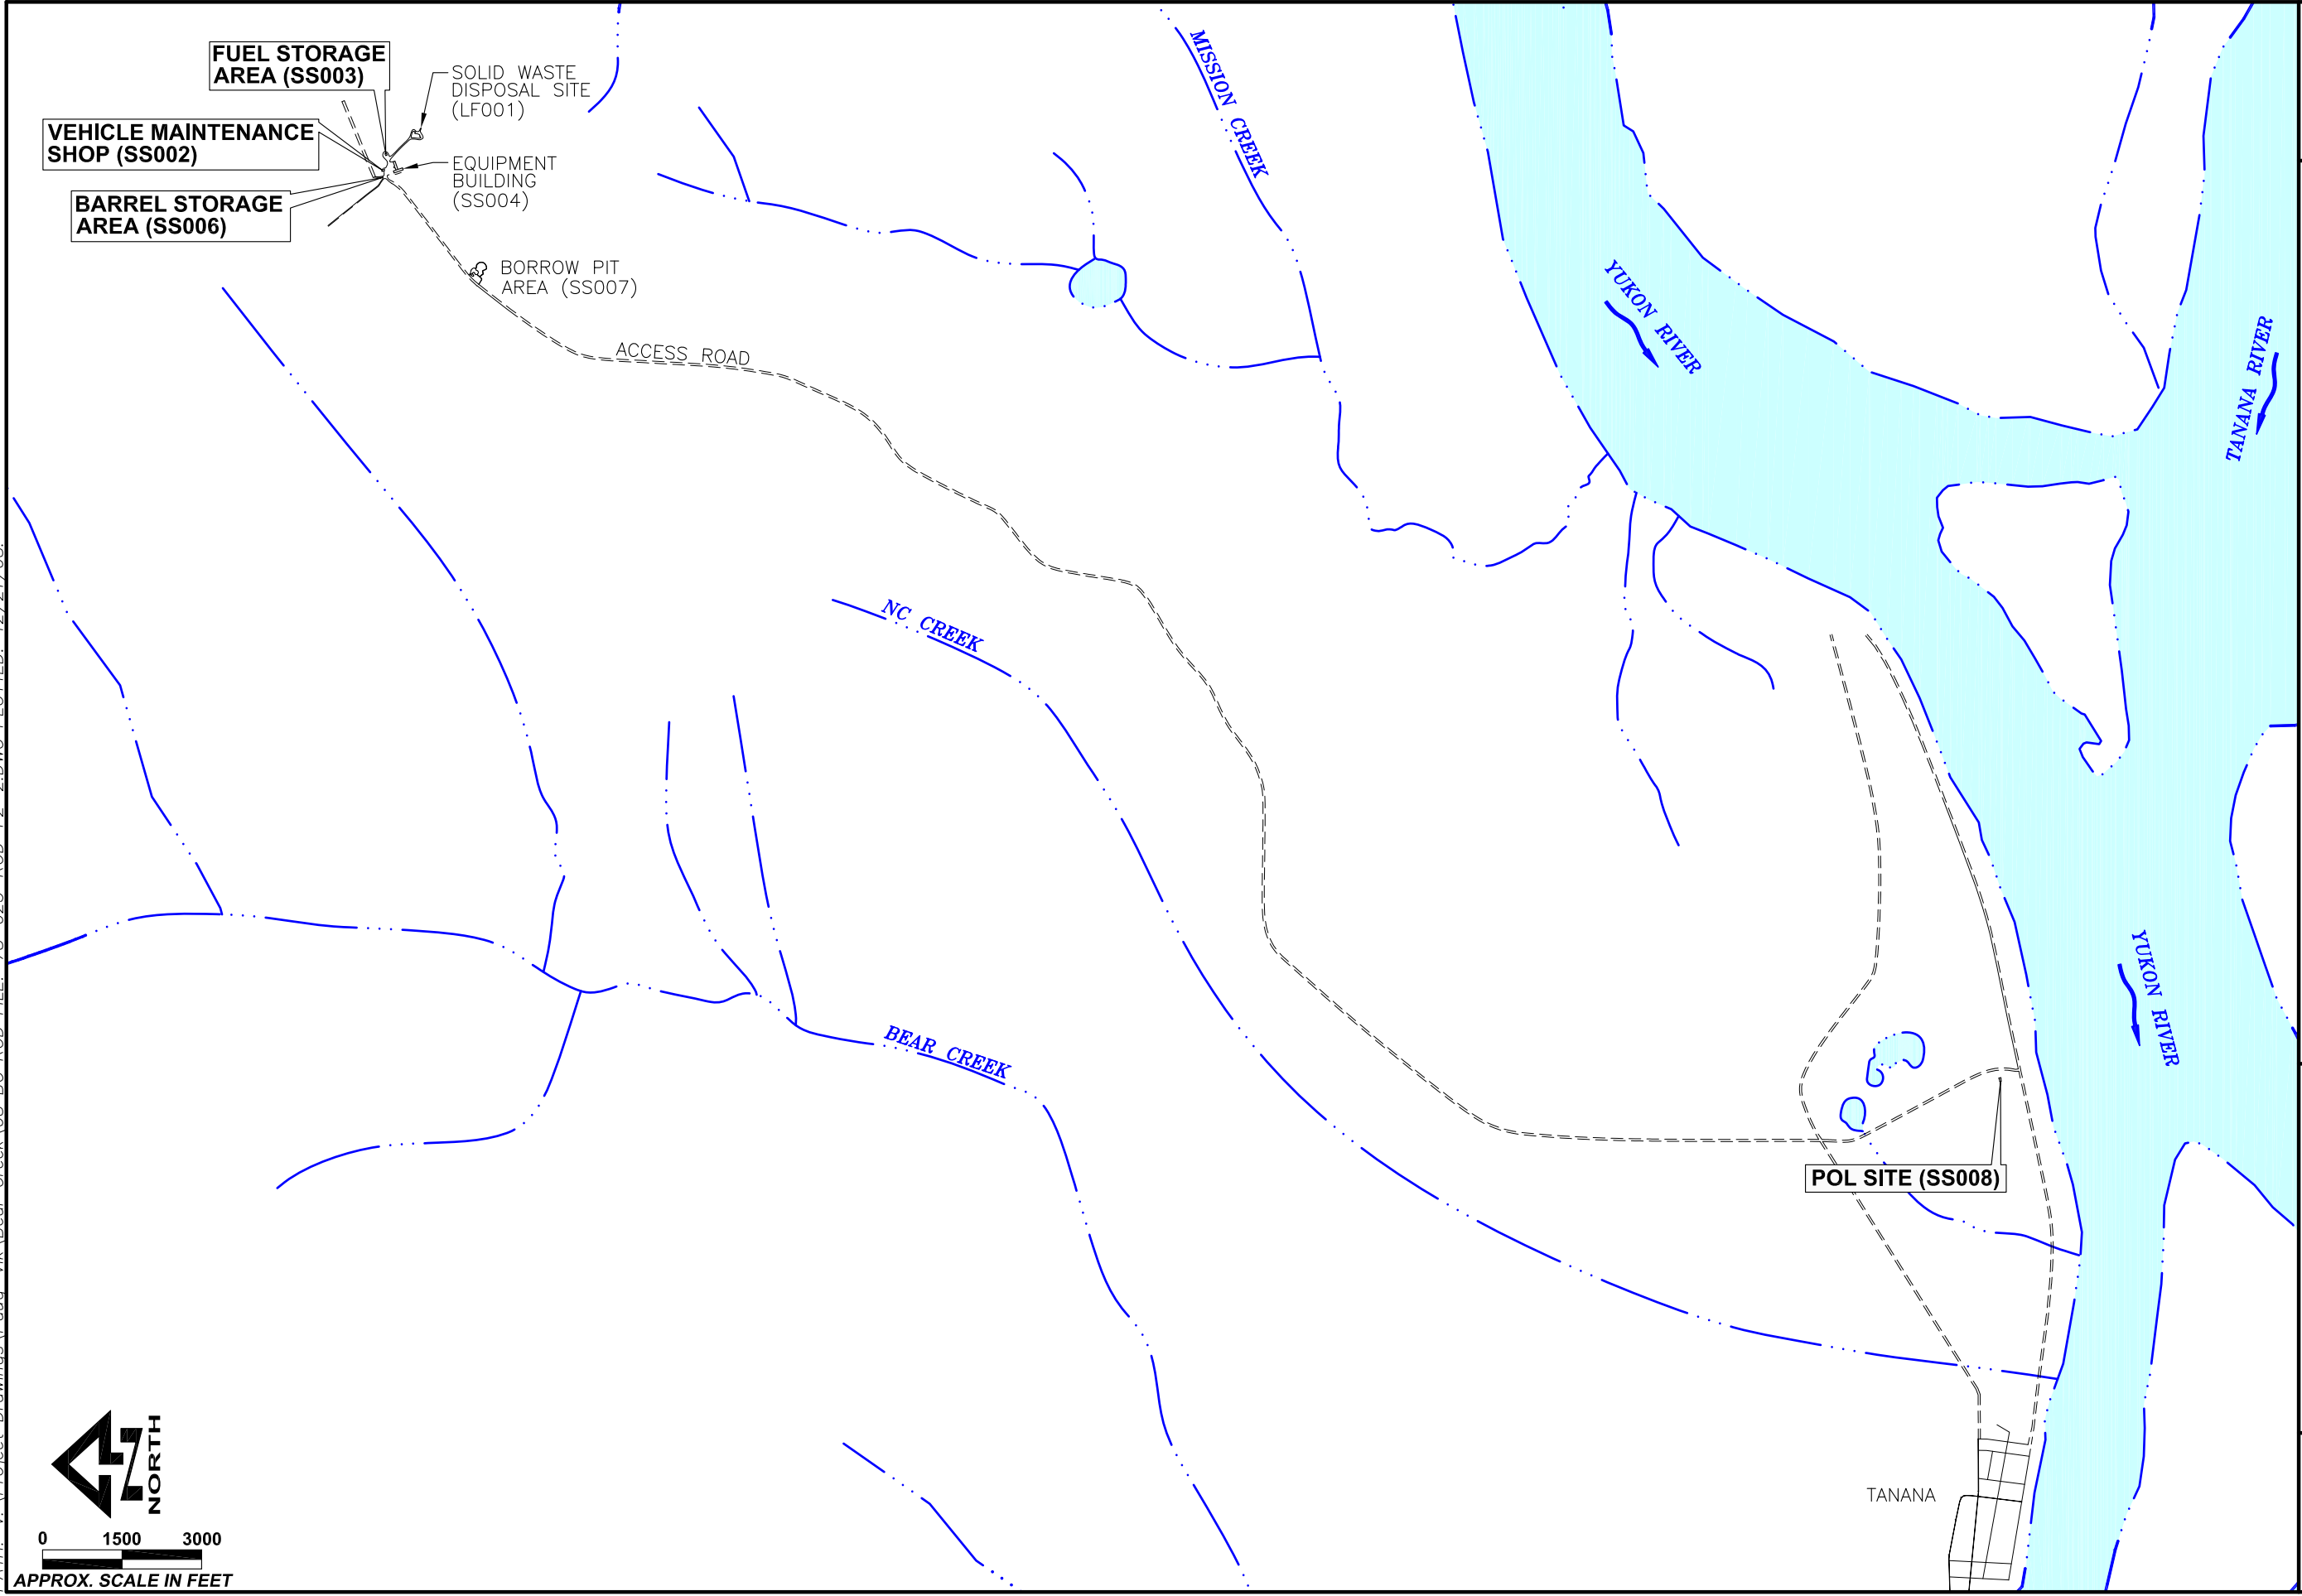 FUEL STORAGE
AREA (SS003)
SOLID WASTE
DISPOSAL SITE
(LF001)
VEHICLE MAINTENANCE
SHOP (SS002)
EQUIPMENT
BUILDING
(SS004)
BARREL STORAGE
AREA (SS006)
BORROW PIT
AREA (SS007)
ACCESS ROAD
MISSION CREEK
YUKON RIVER
TANANA RIVER
NC CREEK
BEAR CREEK
YUKON RIVER
POL SITE (SS008)
TANANA
NORTH
0 1500 3000
APPROX. SCALE IN FEET